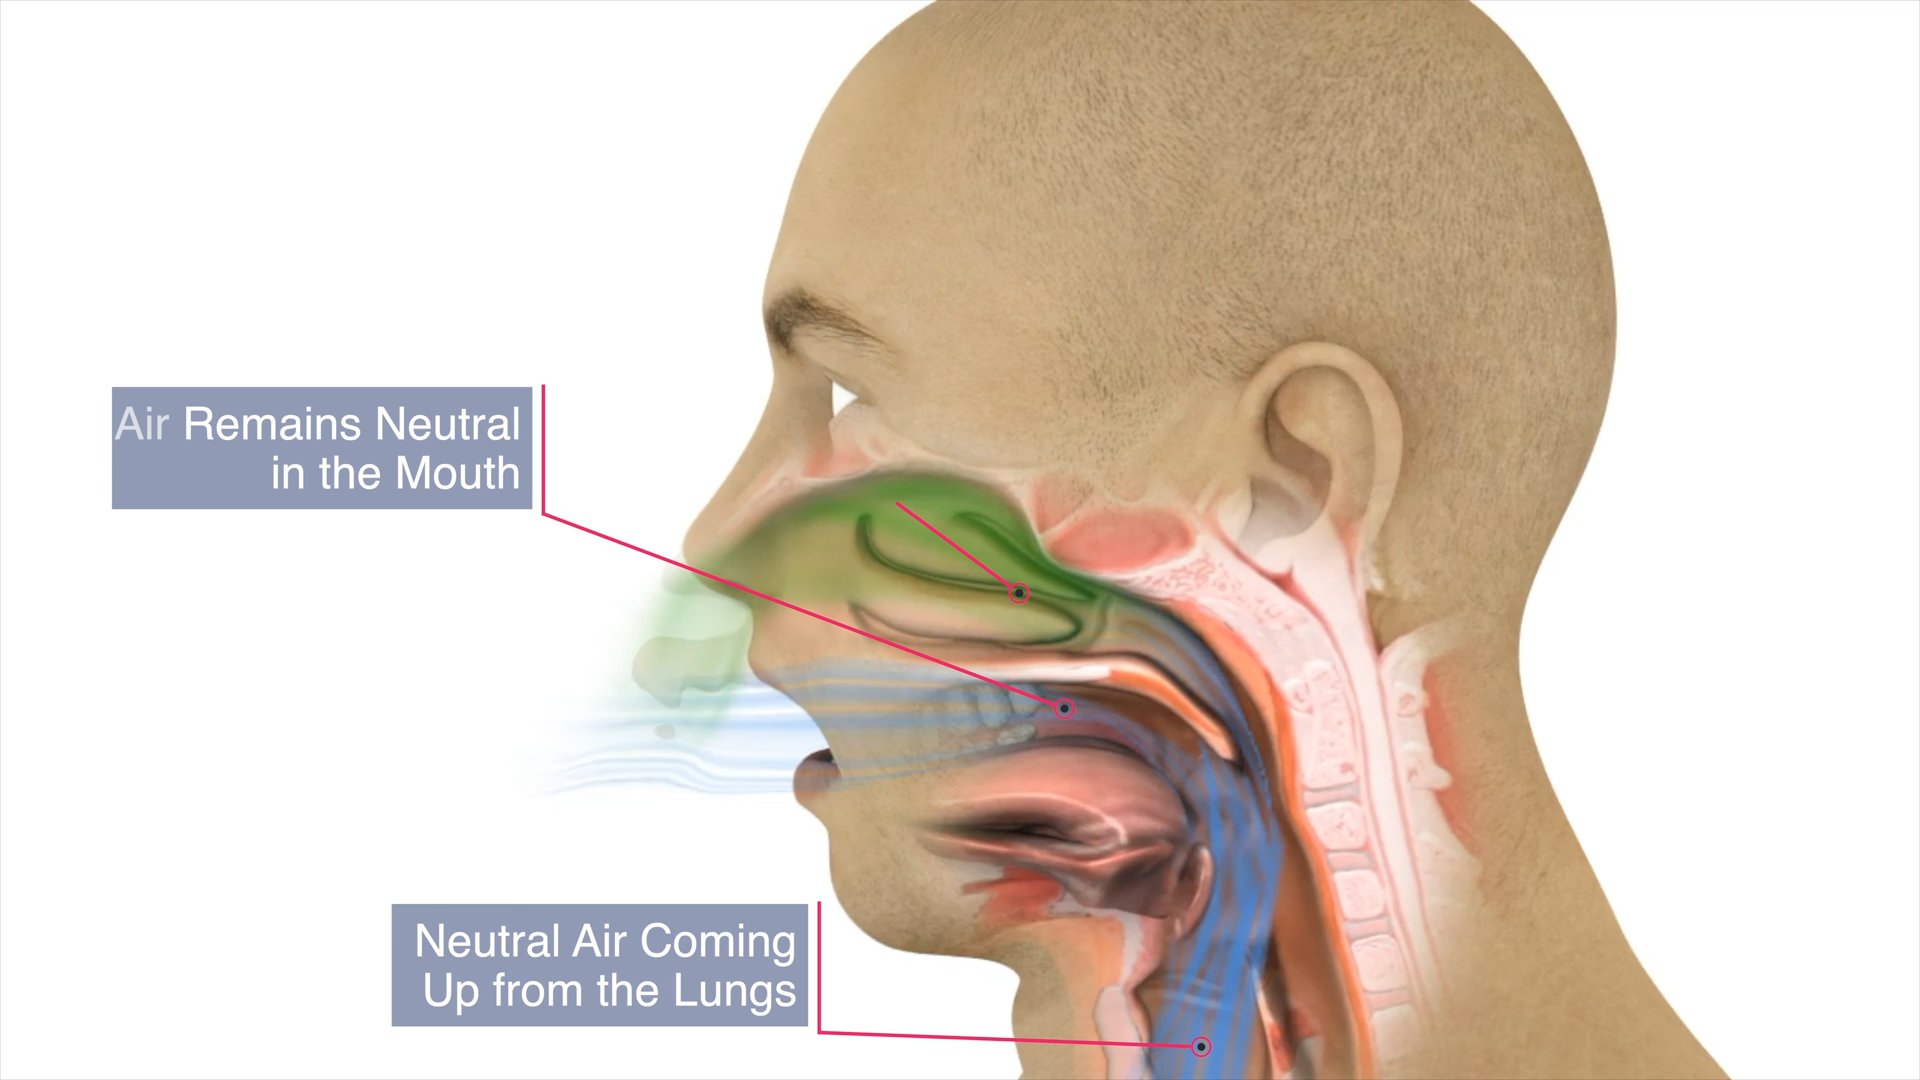 Air Remains Neutral
in the Mouth
Neutral Air Coming
Up from the Lungs